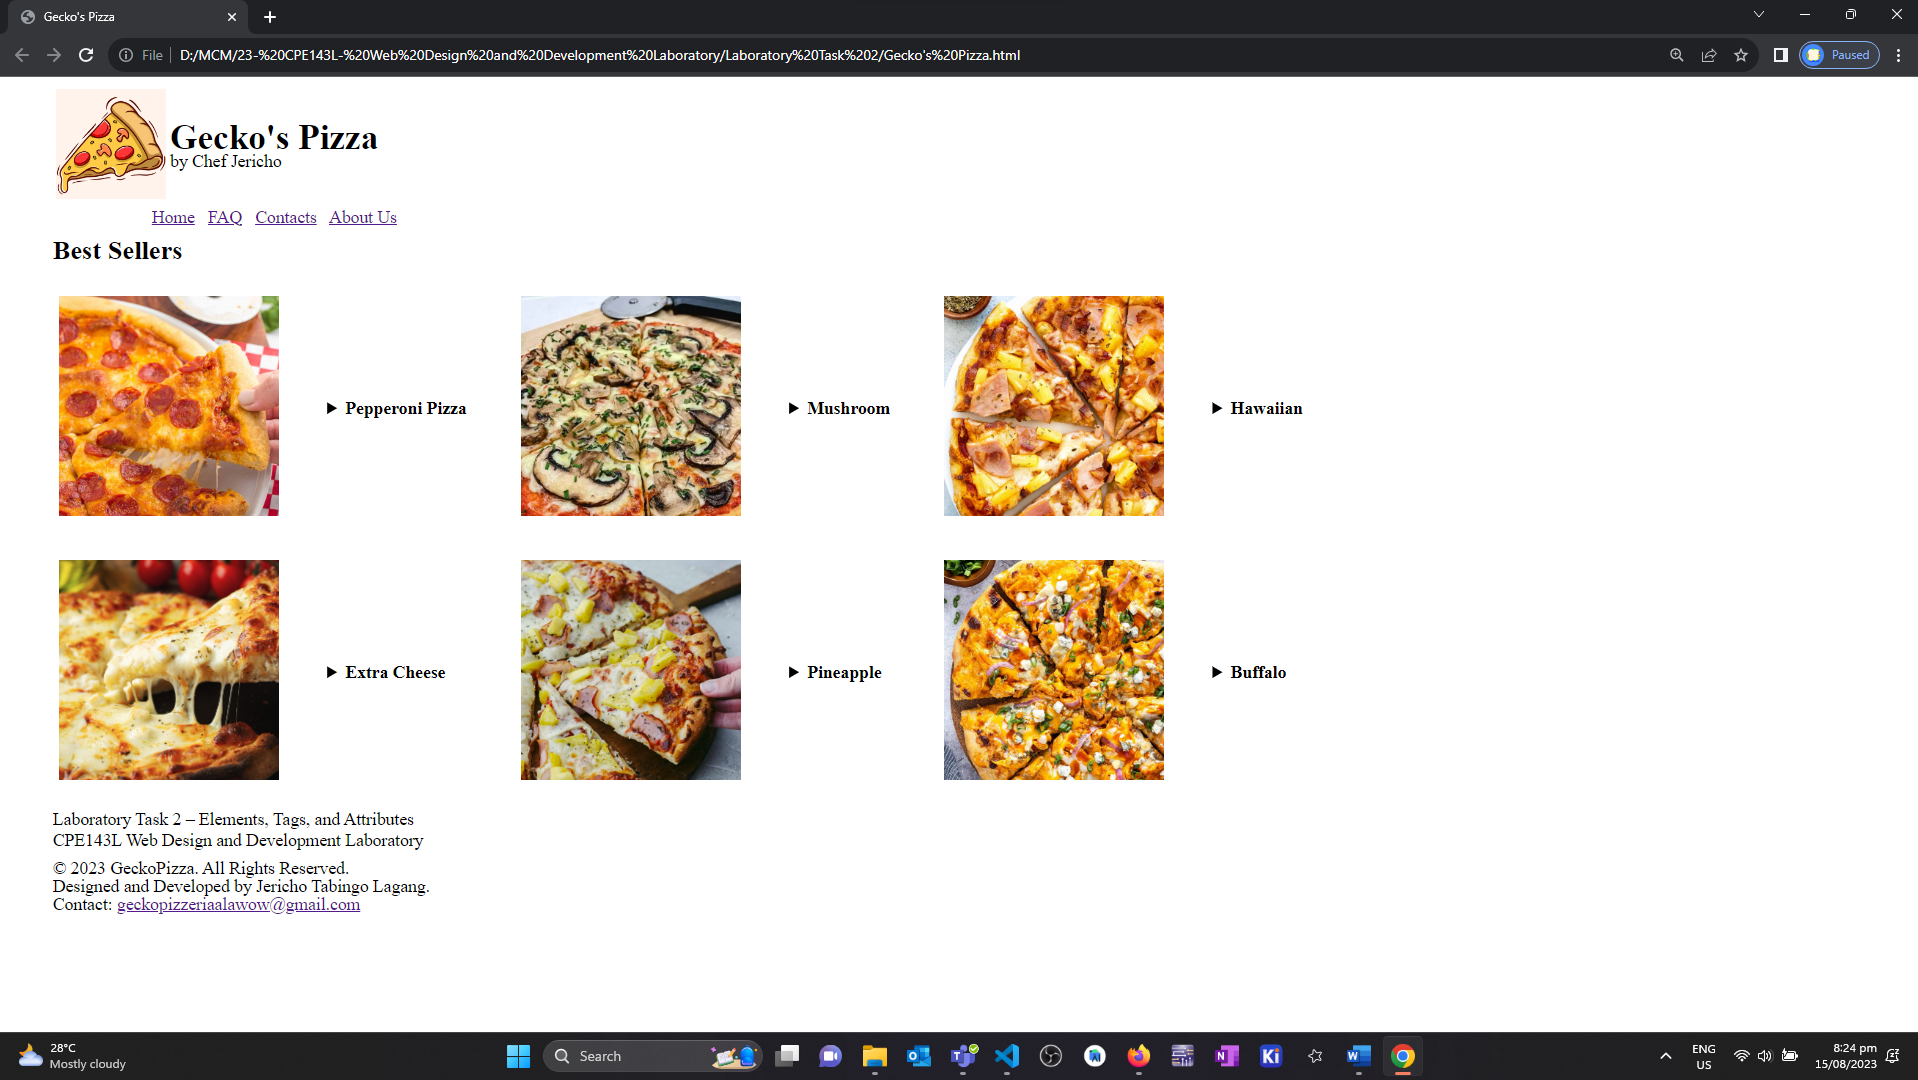 Gecko's Pizza
File
D:/MCM/23-%20CPE143L-%20Web%20Design%20and%20Development%20Laboratory/Laboratory%20Task%202/Gecko's%20Pizza.html
Paused
Gecko's Pizza
by Chef Jericho
Home FAQ Contacts About Us
Best Sellers
▶ Pepperoni Pizza
▶ Mushroom
▶ Hawaiian
▶ Extra Cheese
▶ Pineapple
▶ Buffalo
Laboratory Task 2 – Elements, Tags, and Attributes
CPE143L Web Design and Development Laboratory
© 2023 GeckoPizza. All Rights Reserved.
Designed and Developed by Jericho Tabingo Lagang.
Contact: geckopizzeriaalawow@gmail.com
28°C
Mostly cloudy
Search
Ki
ENG
US
8:24 pm
15/08/2023